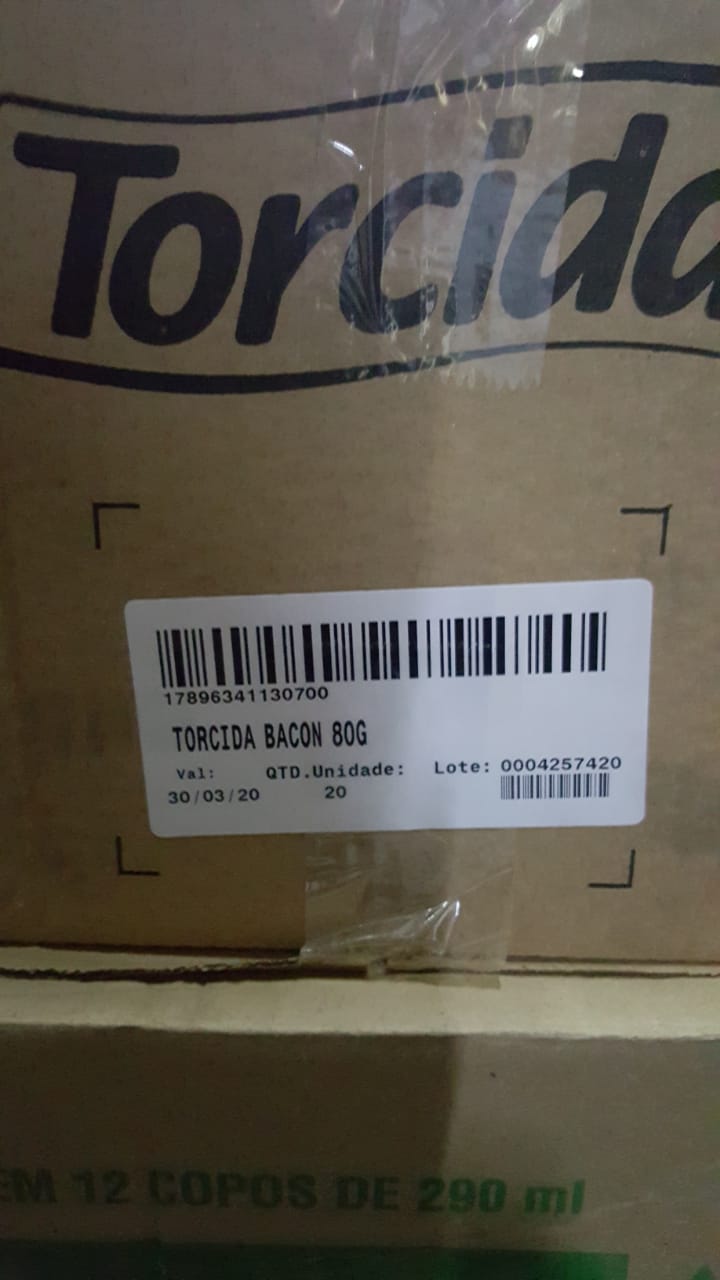 Torcida
17896341130700
TORCIDA BACON 80G
Val: QTD.Unidade: Lote: 0004257420
30/03/20 20
12 COPOS DE 290 ml